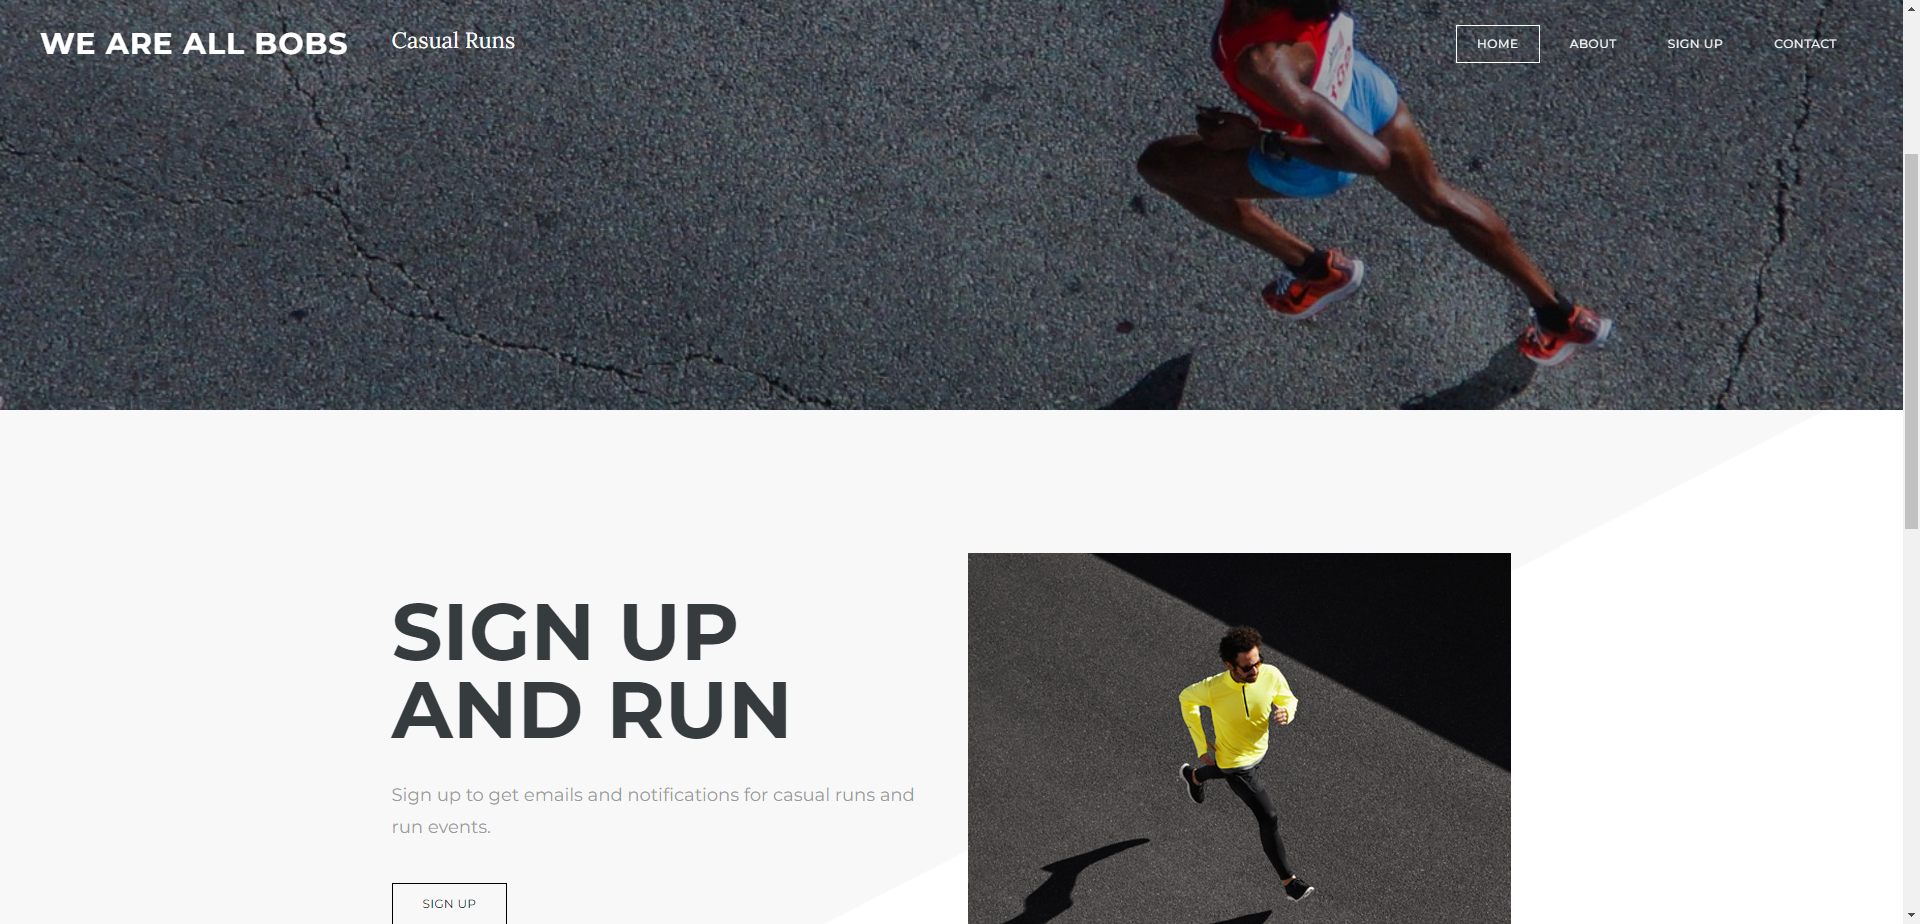 WE ARE ALL BOBS
Casual Runs
HOME
ABOUT
SIGN UP
CONTACT
SIGN UP
AND RUN
Sign up to get emails and notifications for casual runs and
run events.
SIGN UP